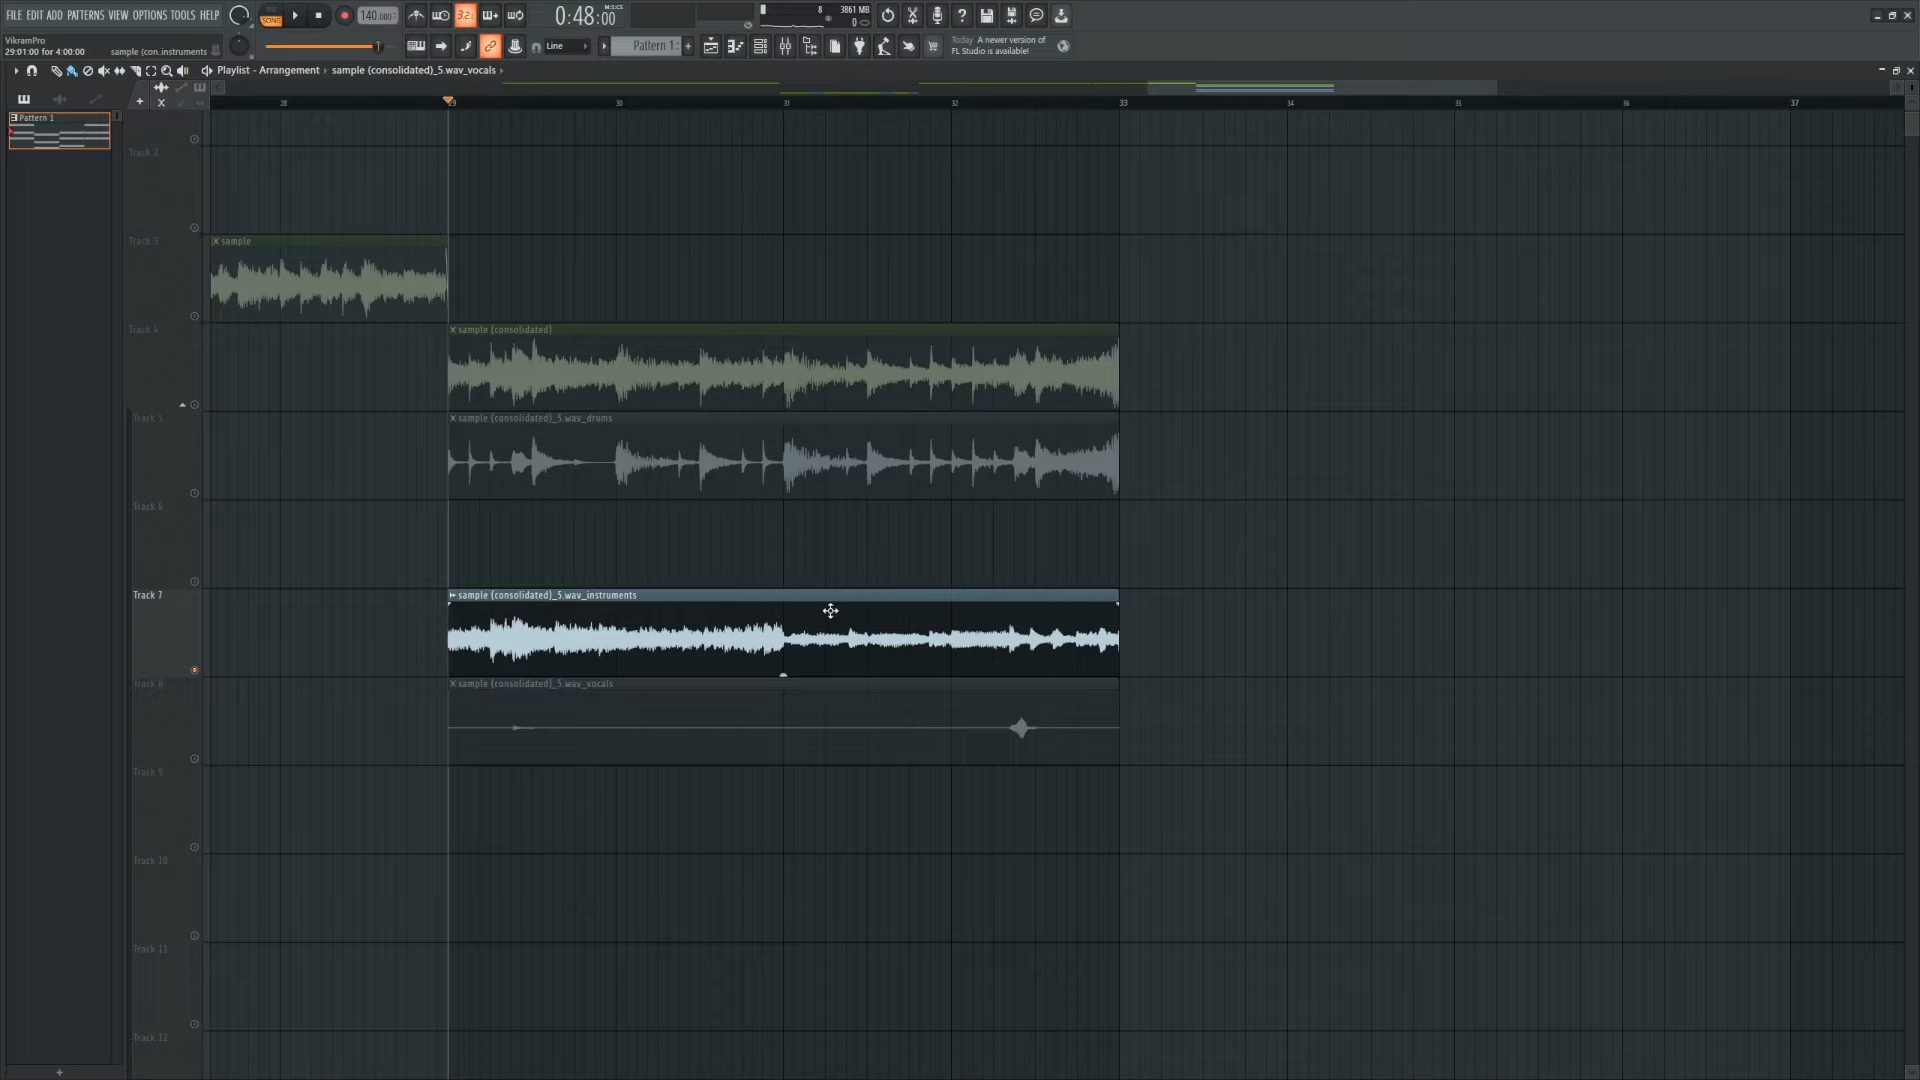 FILE EDIT ADD PATTERNS VIEW OPTIONS TOOLS HELP
SONG
140.000
3.2.
0:48:00
M:S:CS
8
3861 MB
0
VikramPro
29:01:00 for 4:00:00
sample (con.instruments
Line
Pattern 1
+
Today A newer version of
FL Studio is available!
Playlist - Arrangement › sample (consolidated)_5.wav_vocals ›
28 29 30 31 32 33 34 35 36 37
Pattern 1
Track 2
Track 3
sample
Track 4
sample (consolidated)
Track 5
sample (consolidated)_5.wav_drums
Track 6
Track 7
sample (consolidated)_5.wav_instruments
Track 8
sample (consolidated)_5.wav_vocals
Track 9
Track 10
Track 11
Track 12